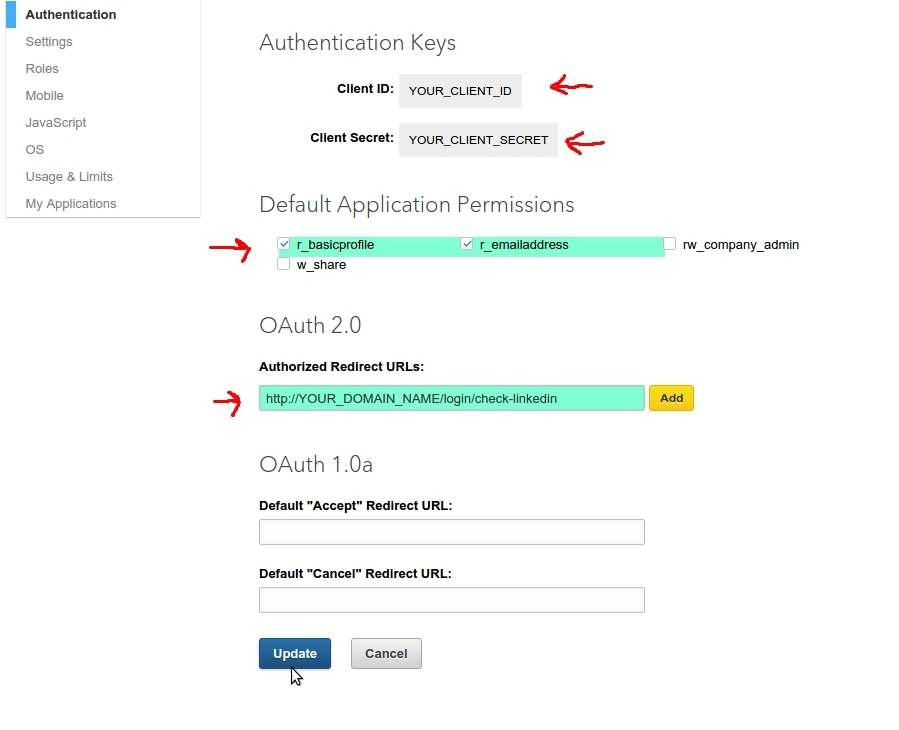 Authentication
Settings
Roles
Mobile
JavaScript
OS
Usage & Limits
My Applications
Authentication Keys
Client ID: YOUR_CLIENT_ID
Client Secret: YOUR_CLIENT_SECRET
Default Application Permissions
r_basicprofile r_emailaddress rw_company_admin
w_share
OAuth 2.0
Authorized Redirect URLs:
http://YOUR_DOMAIN_NAME/login/check-linkedin Add
OAuth 1.0a
Default "Accept" Redirect URL:
Default "Cancel" Redirect URL:
Update Cancel